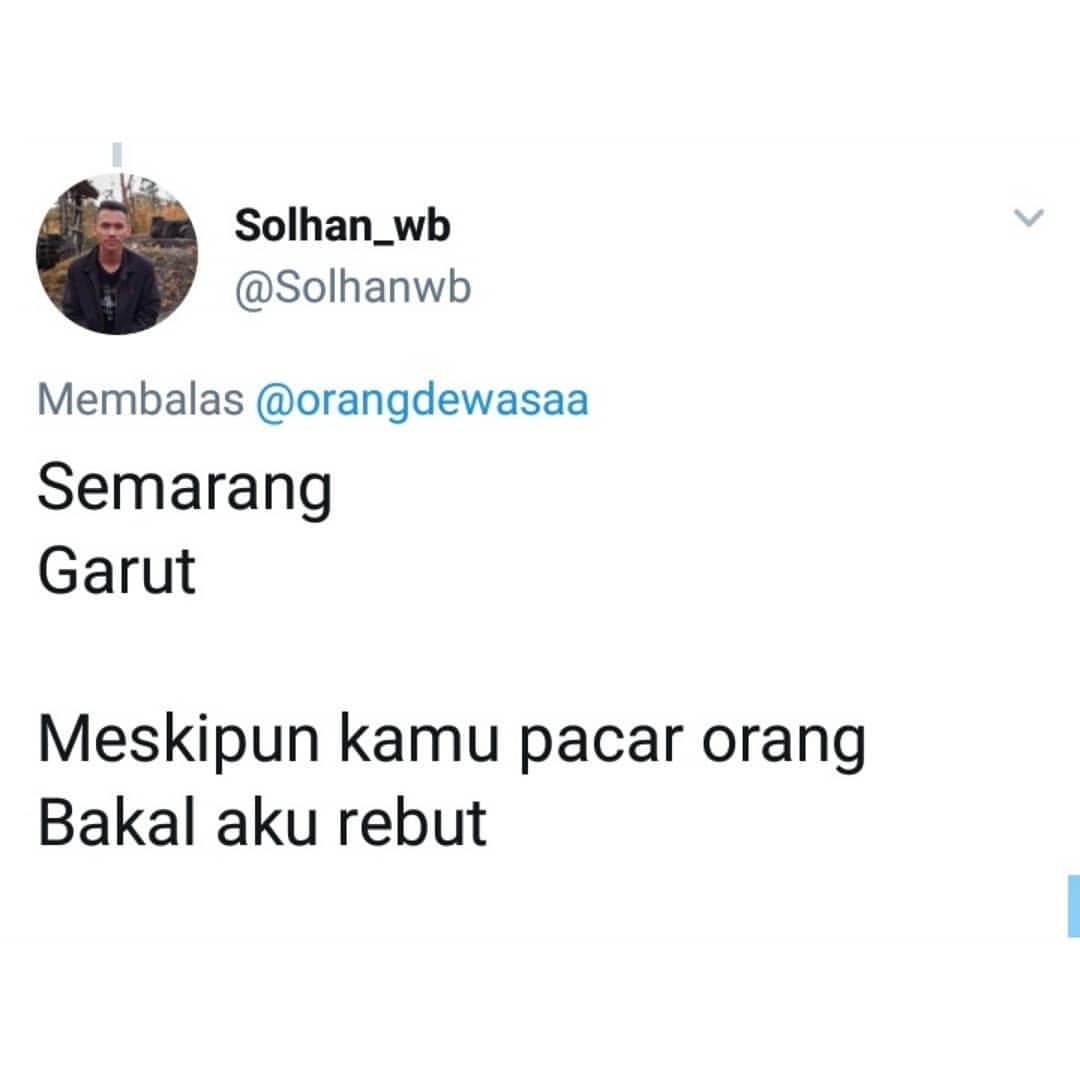 Solhan_wb
@Solhanwb
Membalas @orangdewasaa
Semarang
Garut
Meskipun kamu pacar orang
Bakal aku rebut